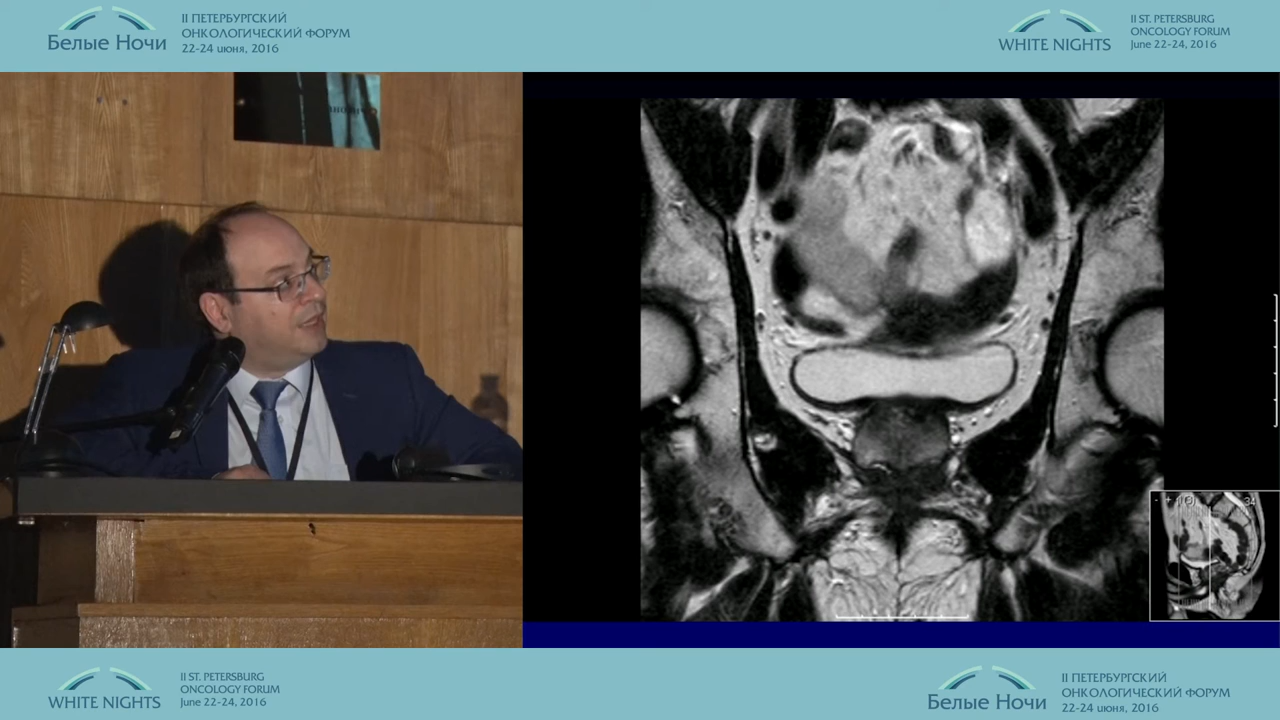 Белые Ночи
II ПЕТЕРБУРГСКИЙ
ОНКОЛОГИЧЕСКИЙ ФОРУМ
22-24 июня, 2016
WHITE NIGHTS
II ST. PETERSBURG
ONCOLOGY FORUM
June 22-24, 2016
34
WHITE NIGHTS
II ST. PETERSBURG
ONCOLOGY FORUM
June 22-24, 2016
Белые Ночи
II ПЕТЕРБУРГСКИЙ
ОНКОЛОГИЧЕСКИЙ ФОРУМ
22-24 июня, 2016